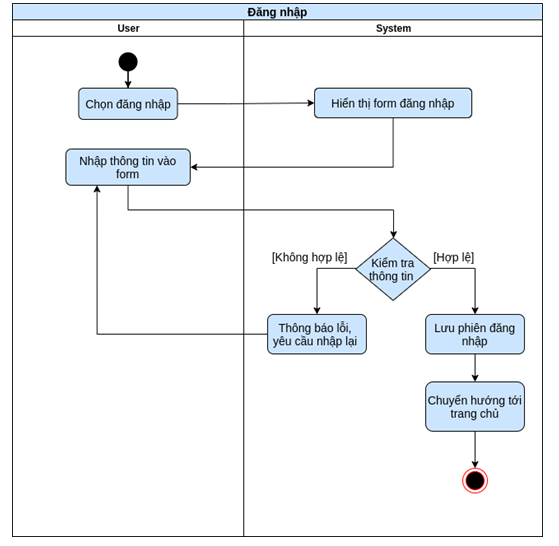 Đăng nhập
User
System
Chọn đăng nhập
Hiển thị form đăng nhập
Nhập thông tin vào
form
Kiểm tra
thông tin
[Không hợp lệ]
[Hợp lệ]
Thông báo lỗi,
yêu cầu nhập lại
Lưu phiên đăng
nhập
Chuyển hướng tới
trang chủ